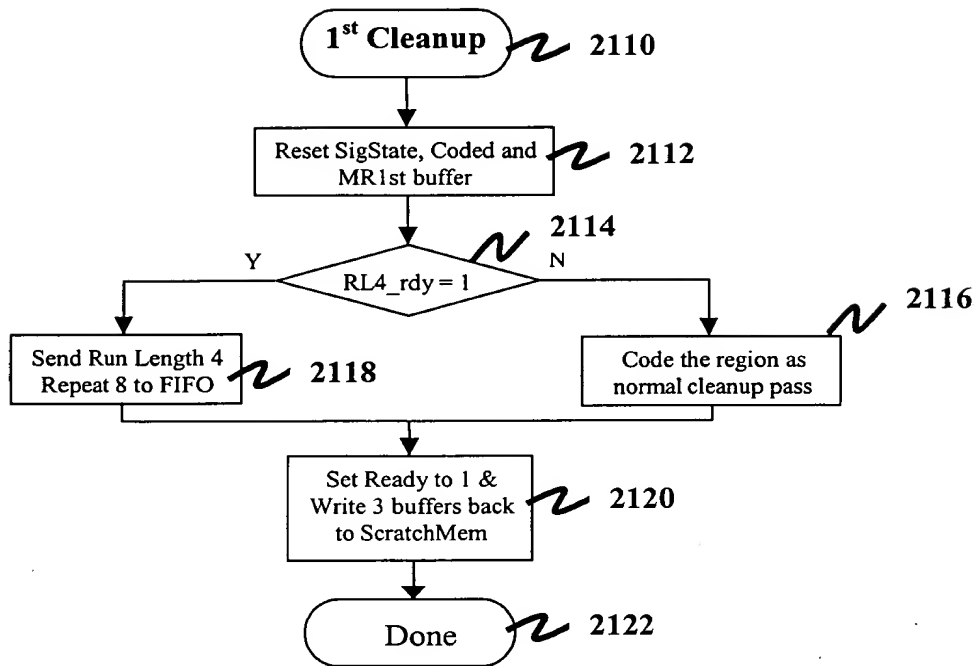 1st Cleanup
2110
Reset SigState, Coded and
MR1st buffer
2112
2114
Y
RL4_rdy = 1
N
2116
Send Run Length 4
Repeat 8 to FIFO
2118
Code the region as
normal cleanup pass
Set Ready to 1 &
Write 3 buffers back
to ScratchMem
2120
Done
2122